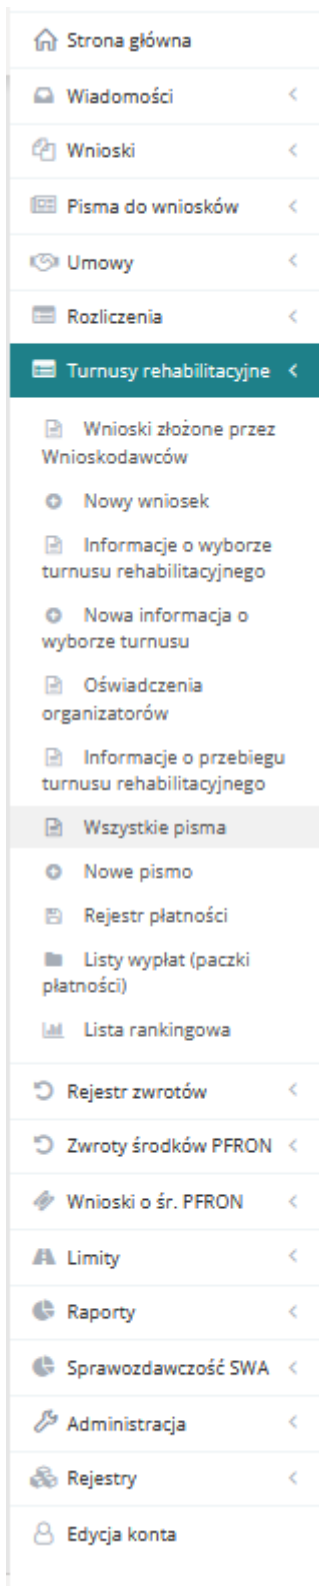 Strona główna
Wiadomości
Wnioski
Pisma do wniosków
Umowy
Rozliczenia
Turnusy rehabilitacyjne
Wnioski złożone przez
Wnioskodawców
Nowy wniosek
Informacje o wyborze
turnusu rehabilitacyjnego
Nowa informacja o
wyborze turnusu
Oświadczenia
organizatorów
Informacje o przebiegu
turnusu rehabilitacyjnego
Wszystkie pisma
Nowe pismo
Rejestr płatności
Listy wypłat (paczki
płatności)
Lista rankingowa
Rejestr zwrotów
Zwroty środków PFRON
Wnioski o śr. PFRON
Limity
Raporty
Sprawozdawczość SWA
Administracja
Rejestry
Edycja konta